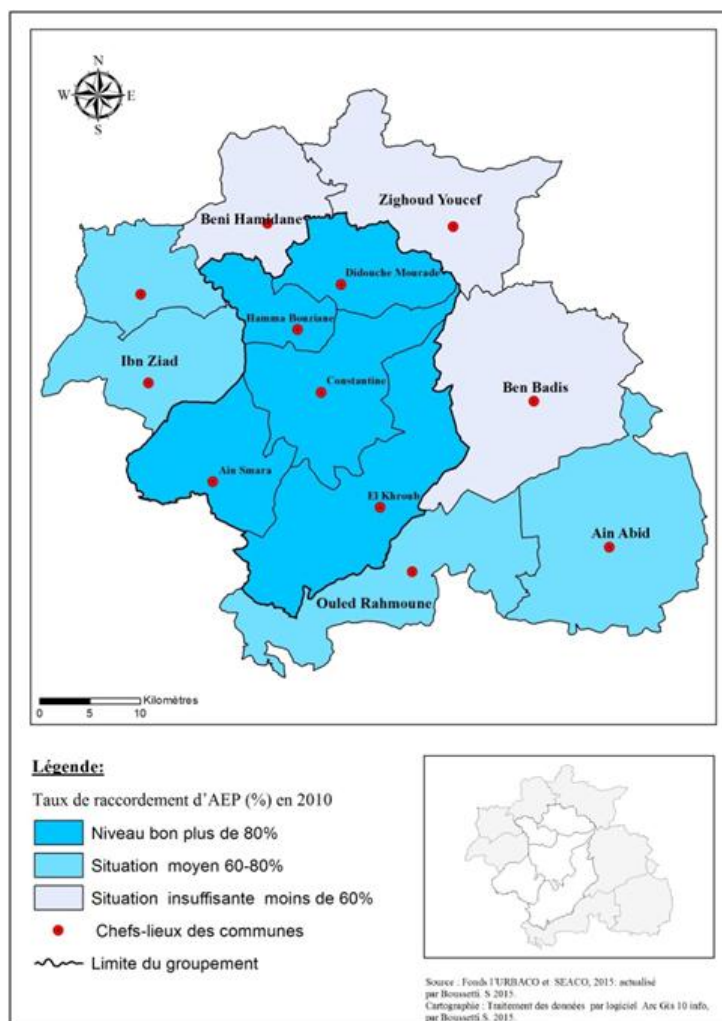 N
W E
S
Zighoud Youcef
Beni Hamidane
Didouche Mourade
Hamma Bouziane
Ibn Ziad
Constantine
Ben Badis
Ain Smara
El Khroub
Ain Abid
Ouled Rahmoune
Kilomètres
0 5 10
Légende:
Taux de raccordement d'AEP (%) en 2010
Niveau bon plus de 80%
Situation moyen 60-80%
Situation insuffisante moins de 60%
Chefs-lieux des communes
Limite du groupement
Source : Fonds l'URBACO et SEACO, 2015: actualisé
par Boussetti. S 2015.
Cartographie : Traitement des données par logiciel Arc Gis 10 info,
par Boussetti.S. 2015.